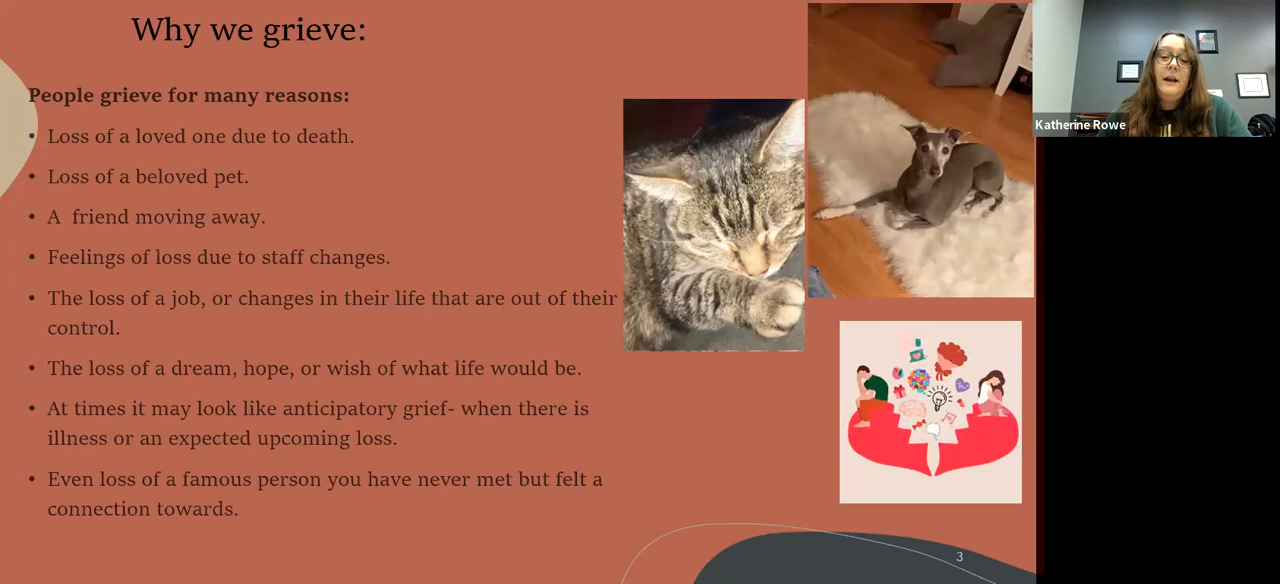 Why we grieve:
People grieve for many reasons:
• Loss of a loved one due to death.
• Loss of a beloved pet.
• A  friend moving away.
• Feelings of loss due to staff changes.
• The loss of a job, or changes in their life that are out of their
control.
• The loss of a dream, hope, or wish of what life would be.
• At times it may look like anticipatory grief- when there is
illness or an expected upcoming loss.
• Even loss of a famous person you have never met but felt a
connection towards.
3
Katherine Rowe